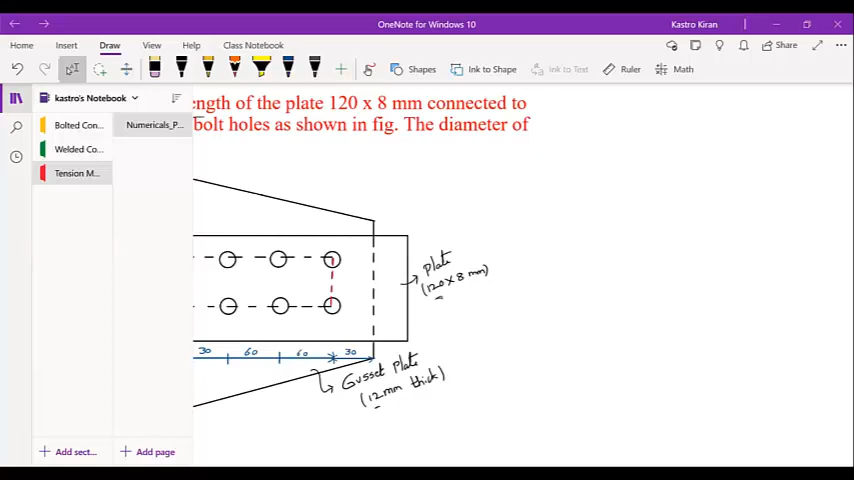 OneNote for Windows 10
Kastro Kiran
Home Insert Draw View Help Class Notebook
Share
Shapes Ink to Shape Ink to Text Ruler Math
kastro's Notebook
Bolted Con...
Welded Co...
Tension M...
Numericals_P...
ength of the plate 120 x 8 mm connected to
bolt holes as shown in fig. The diameter of
Plate
(120X8 mm)
30 60 60 30
Gusset Plate
(12mm thick)
Add sect...
Add page